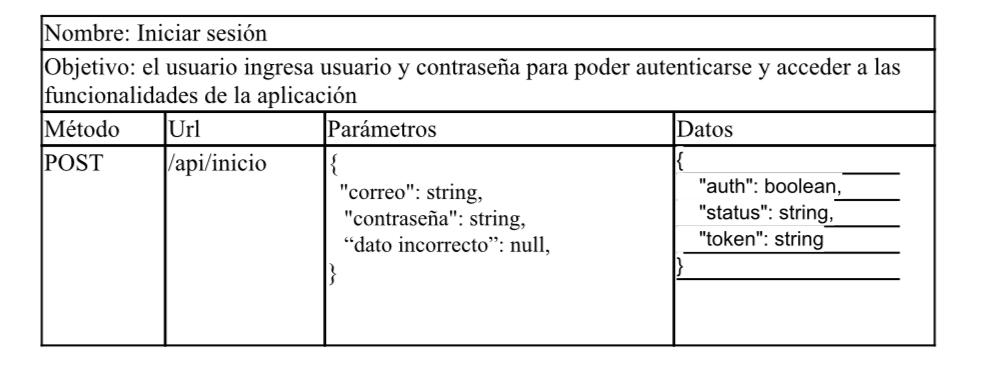 Nombre: Iniciar sesión
Objetivo: el usuario ingresa usuario y contraseña para poder autenticarse y acceder a las
funcionalidades de la aplicación
Método Url Parámetros Datos
POST /api/inicio { {
"correo": string, "auth": boolean,
"contraseña": string, "status": string,
“dato incorrecto”: null, "token": string
} }